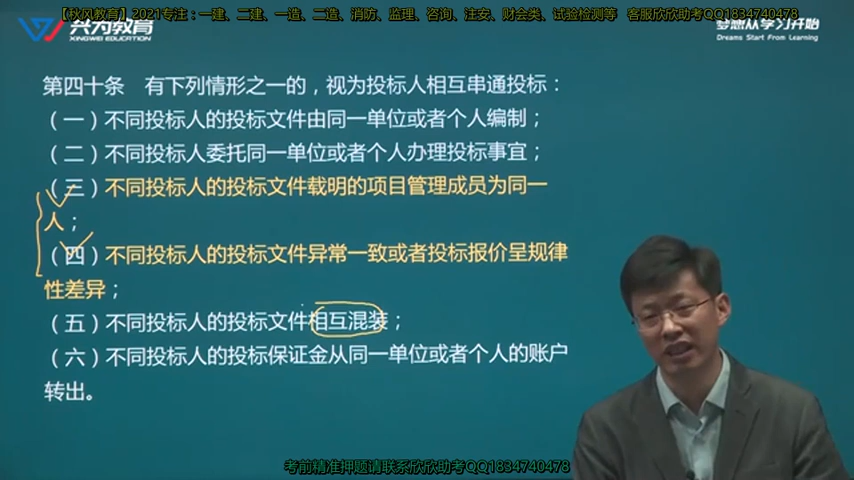 【秋风教育】2021专注：一建、二建、一造、二造、消防、监理、咨询、注安、财会类、试验检测等 客服欣欣助考QQ1834740478
兴为教育
XINGWEI EDUCATION
梦想从学习开始
Dreams Start From Learning
第四十条 有下列情形之一的，视为投标人相互串通投标：
（一）不同投标人的投标文件由同一单位或者个人编制；
（二）不同投标人委托同一单位或者个人办理投标事宜；
（三）不同投标人的投标文件载明的项目管理成员为同一
人；
（四）不同投标人的投标文件异常一致或者投标报价呈规律
性差异；
（五）不同投标人的投标文件相互混装；
（六）不同投标人的投标保证金从同一单位或者个人的账户
转出。
考前精准押题请联系欣欣助考QQ1834740478